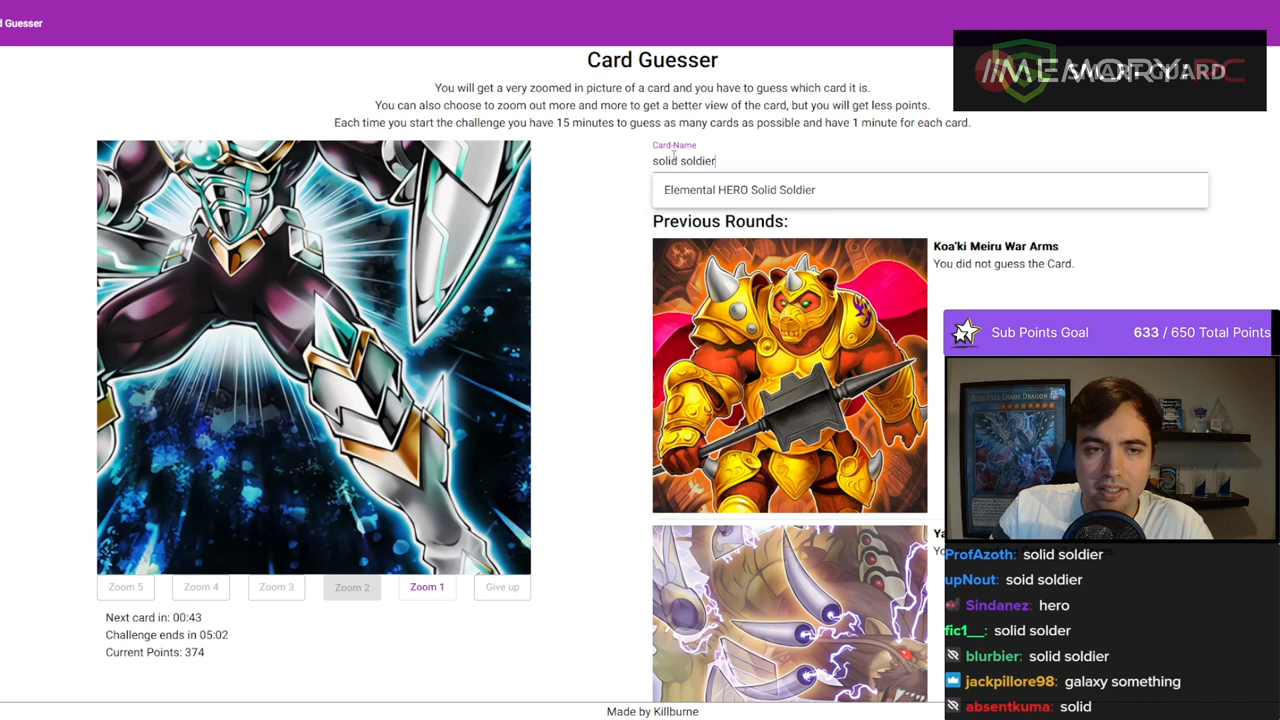 d Guesser
Card Guesser
You will get a very zoomed in picture of a card and you have to guess which card it is.
You can also choose to zoom out more and more to get a better view of the card, but you will get less points.
Each time you start the challenge you have 15 minutes to guess as many cards as possible and have 1 minute for each card.
Card-Name
solid soldier
Elemental HERO Solid Soldier
Previous Rounds:
Koa'ki Meiru War Arms
You did not guess the Card.
Ya
Zoom 5
Zoom 4
Zoom 3
Zoom 2
Zoom 1
Give up
Next card in: 00:43
Challenge ends in 05:02
Current Points: 374
Made by Killburne
Sub Points Goal
633 / 650 Total Points
BLUE-EYES CHAOS DRAGON
ProfAzoth: solid soldier
upNout: soid soldier
Sindanez: hero
fic1__: solid solder
blurbier: solid soldier
jackpillore98: galaxy something
absentkuma: solid